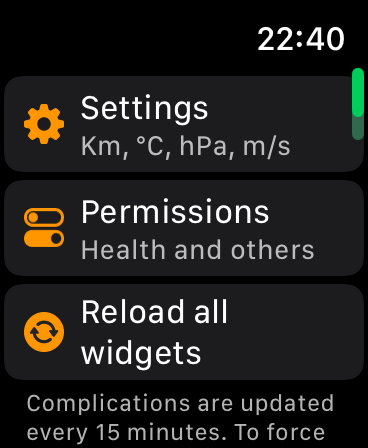 22:40
Settings
Km, °C, hPa, m/s
Permissions
Health and others
Reload all
widgets
Complications are updated
every 15 minutes. To force